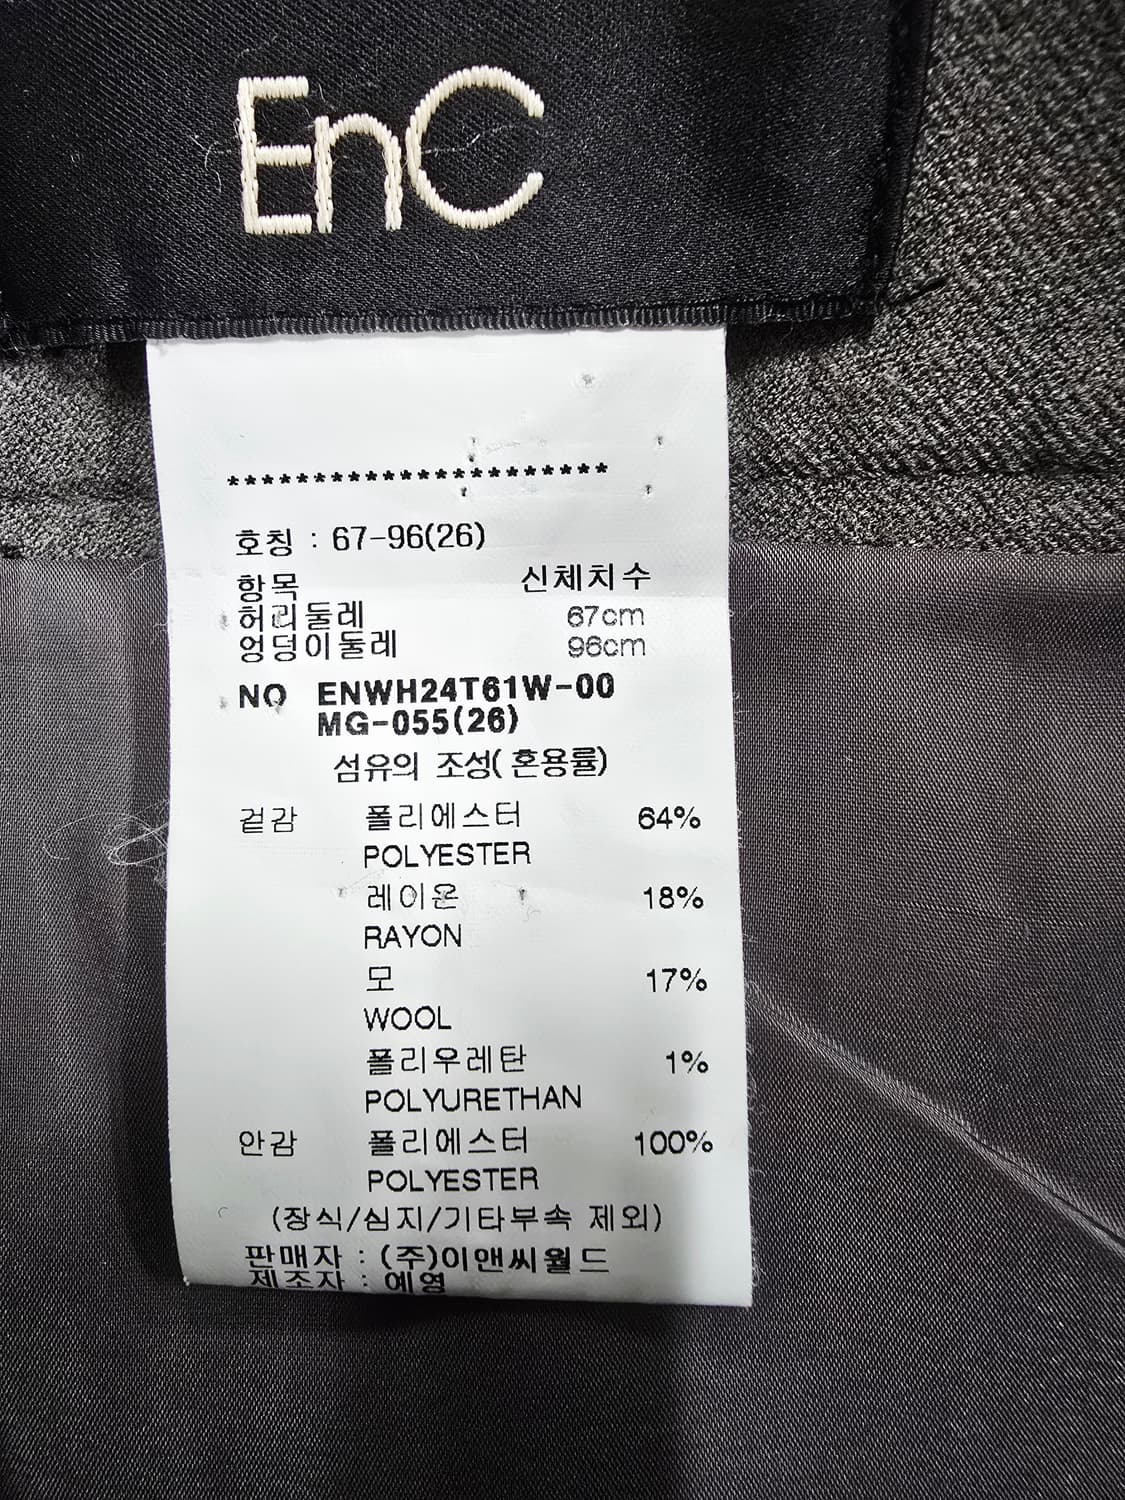 EnC
**********************
호칭 : 67-96(26)
항목 신체치수
허리둘레 67cm
엉덩이둘레 96cm
NO ENWH24T61W-00
MG-055(26)
섬유의 조성( 혼용률)
겉감 폴리에스터 64%
POLYESTER
레이온 18%
RAYON
모 17%
WOOL
폴리우레탄 1%
POLYURETHAN
안감 폴리에스터 100%
POLYESTER
(장식/심지/기타부속 제외)
판매자 : (주)이앤씨월드
제조자 : 예영